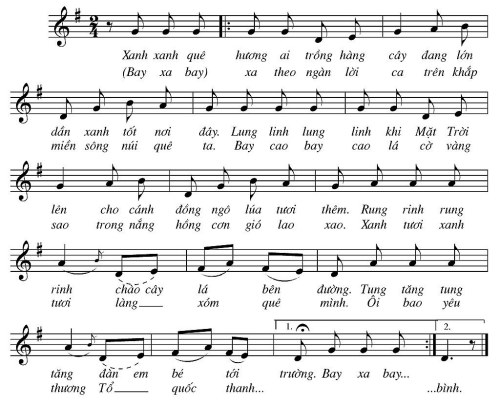 2
4
Xanh xanh quê hương ai trồng hàng cây đang lớn
(Bay xa bay) xa theo ngàn lời ca trên khắp
dần xanh tốt nơi đây. Lung linh lung linh khi Mặt Trời
miền sông núi quê ta. Bay cao bay cao lá cờ vàng
lên cho cánh đồng ngô lúa tươi thêm. Rung rinh rung
sao trong nắng hồng cơn gió lao xao. Xanh tươi xanh
rinh chào cây lá bên đường. Tung tăng tung
tươi làng xóm quê mình. Ôi bao yêu
1. 2.
tăng dẫn em bé tới trường. Bay xa bay...
thương Tổ quốc thanh... ...bình.